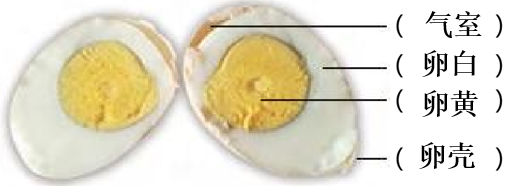 ( 气室 )
( 卵白 )
( 卵黄 )
( 卵壳 )